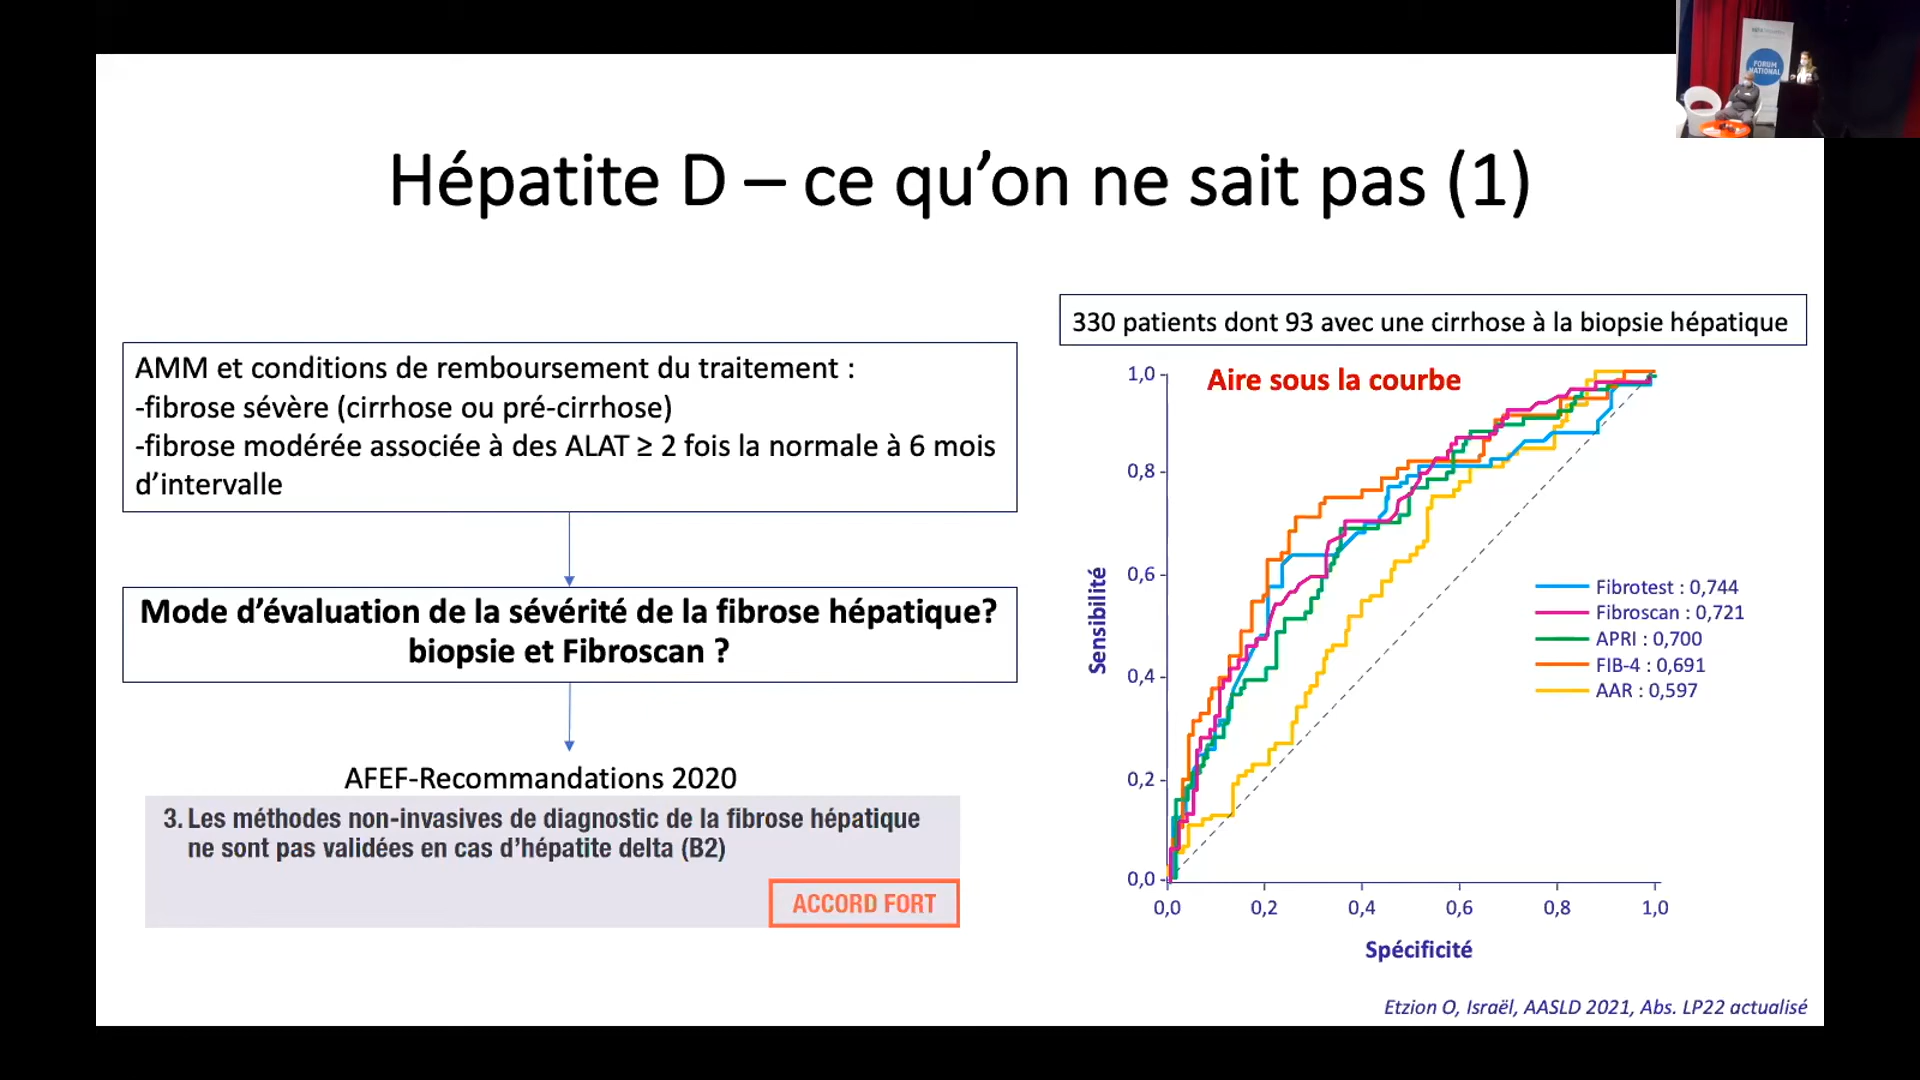 FORUM
NATIONAL
Hépatite D – ce qu’on ne sait pas (1)
AMM et conditions de remboursement du traitement :
-fibrose sévère (cirrhose ou pré-cirrhose)
-fibrose modérée associée à des ALAT ≥ 2 fois la normale à 6 mois
d’intervalle
Mode d’évaluation de la sévérité de la fibrose hépatique?
biopsie et Fibroscan ?
AFEF-Recommandations 2020
3. Les méthodes non-invasives de diagnostic de la fibrose hépatique
ne sont pas validées en cas d’hépatite delta (B2)
ACCORD FORT
330 patients dont 93 avec une cirrhose à la biopsie hépatique
Aire sous la courbe
1,0
0,8
0,6
0,4
0,2
0,0
Sensibilité
Fibrotest : 0,744
Fibroscan : 0,721
APRI : 0,700
FIB-4 : 0,691
AAR : 0,597
0,0 0,2 0,4 0,6 0,8 1,0
Spécificité
Etzion O, Israël, AASLD 2021, Abs. LP22 actualisé